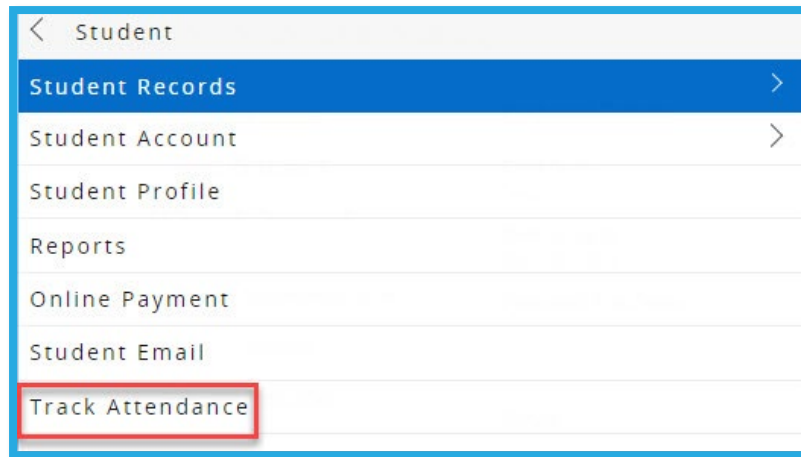 Student
Student Records
Student Account
Student Profile
Reports
Online Payment
Student Email
Track Attendance